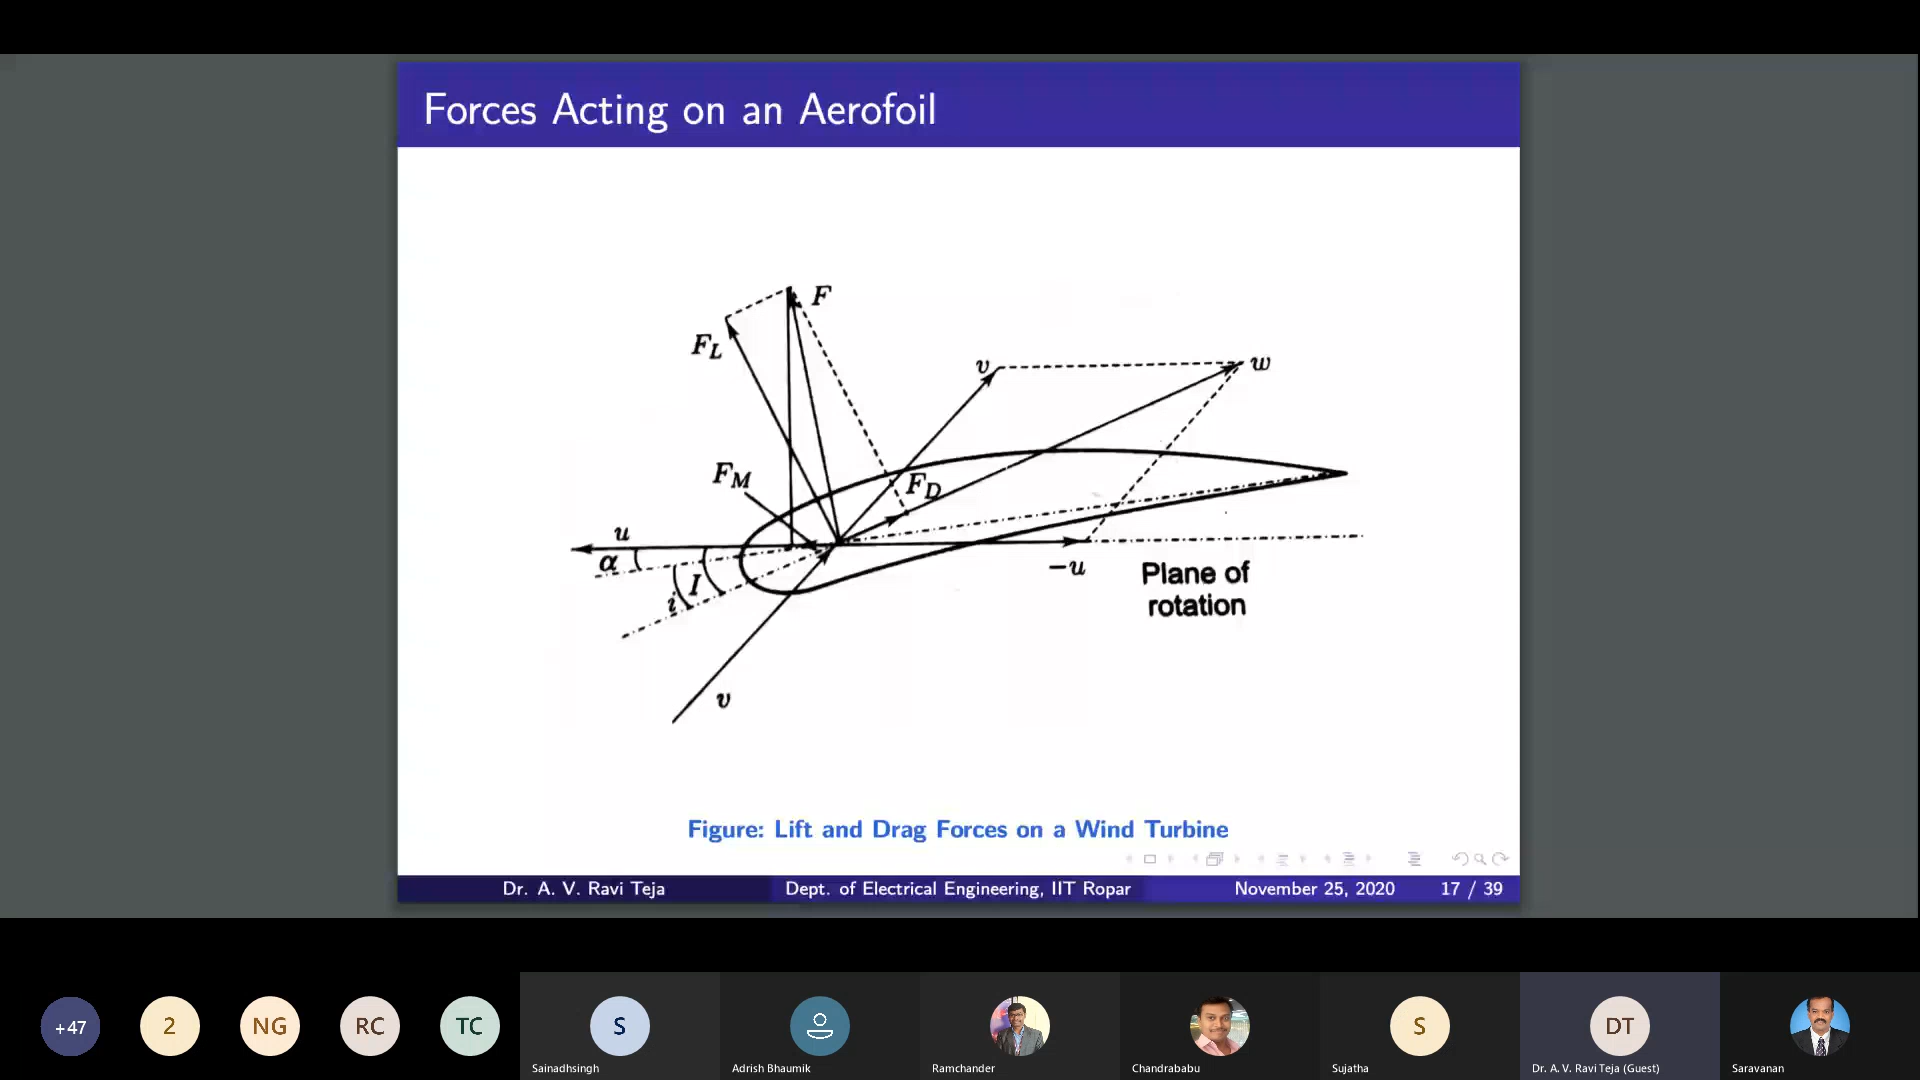 Forces Acting on an Aerofoil
F
F_L
v
w
F_M
F_D
u
α
I
i
−u
Plane of
rotation
v
Figure: Lift and Drag Forces on a Wind Turbine
Dr. A. V. Ravi Teja Dept. of Electrical Engineering, IIT Ropar November 25, 2020 17 / 39
+47 2 NG RC TC S S DT
Sainadhsingh Adrish Bhaumik Ramchander Chandrababu Sujatha Dr. A. V. Ravi Teja (Guest) Saravanan